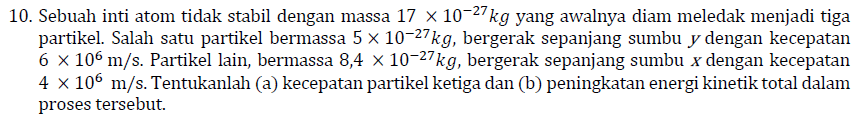 10. Sebuah inti atom tidak stabil dengan massa 17 × 10⁻²⁷kg yang awalnya diam meledak menjadi tiga
partikel. Salah satu partikel bermassa 5 × 10⁻²⁷kg, bergerak sepanjang sumbu y dengan kecepatan
6 × 10⁶ m/s. Partikel lain, bermassa 8,4 × 10⁻²⁷kg, bergerak sepanjang sumbu x dengan kecepatan
4 × 10⁶ m/s. Tentukanlah (a) kecepatan partikel ketiga dan (b) peningkatan energi kinetik total dalam
proses tersebut.